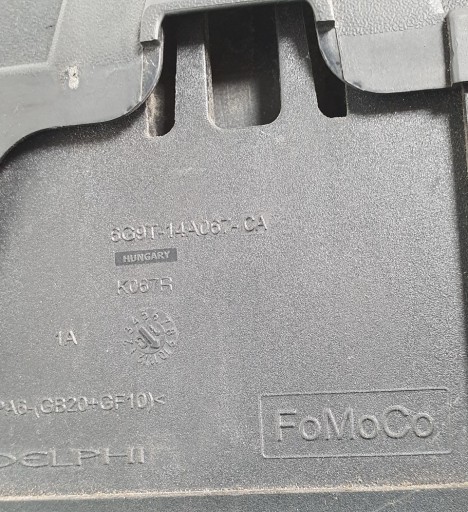 6G9T-14A067-CA
HUNGARY
K067R
1A
PA6-(GB20+GF10)<
FoMoCo
DELPHI